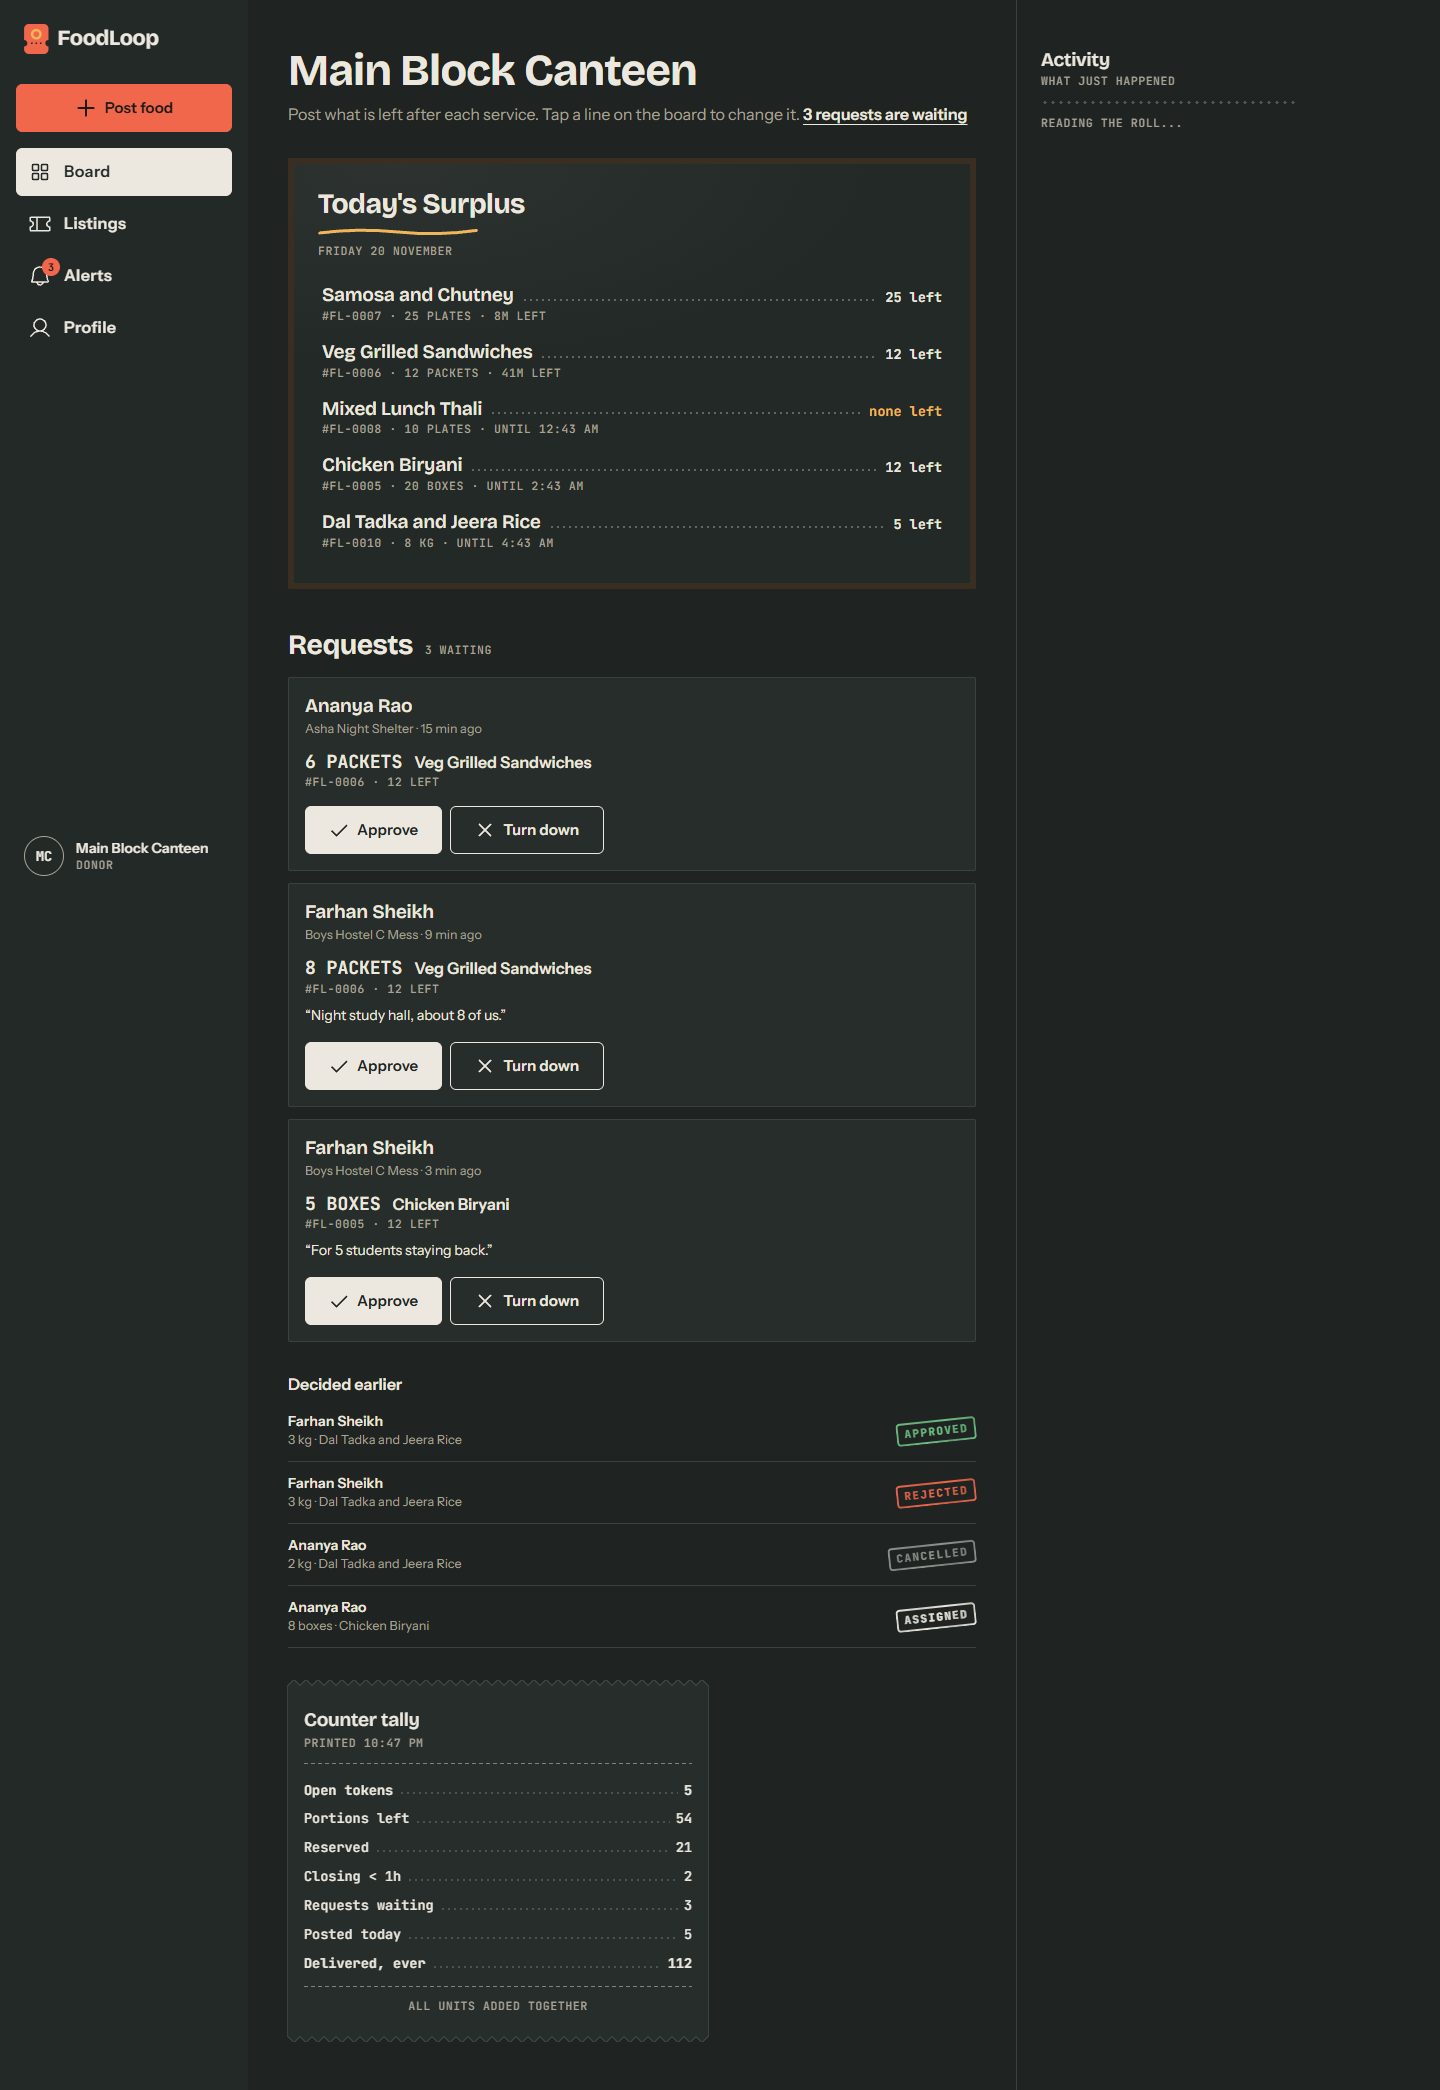 FoodLoop
Post food
Board
Listings
3
Alerts
Profile
MC
Main Block Canteen
DONOR
Main Block Canteen
Post what is left after each service. Tap a line on the board to change it. 3 requests are waiting
Today's Surplus
FRIDAY 20 NOVEMBER
Samosa and Chutney 25 left
#FL-0007 · 25 PLATES · 8M LEFT
Veg Grilled Sandwiches 12 left
#FL-0006 · 12 PACKETS · 41M LEFT
Mixed Lunch Thali none left
#FL-0008 · 10 PLATES · UNTIL 12:43 AM
Chicken Biryani 12 left
#FL-0005 · 20 BOXES · UNTIL 2:43 AM
Dal Tadka and Jeera Rice 5 left
#FL-0010 · 8 KG · UNTIL 4:43 AM
Requests 3 WAITING
Ananya Rao
Asha Night Shelter · 15 min ago
6 PACKETS Veg Grilled Sandwiches
#FL-0006 · 12 LEFT
Approve Turn down
Farhan Sheikh
Boys Hostel C Mess · 9 min ago
8 PACKETS Veg Grilled Sandwiches
#FL-0006 · 12 LEFT
“Night study hall, about 8 of us.”
Approve Turn down
Farhan Sheikh
Boys Hostel C Mess · 3 min ago
5 BOXES Chicken Biryani
#FL-0005 · 12 LEFT
“For 5 students staying back.”
Approve Turn down
Decided earlier
Farhan Sheikh
3 kg · Dal Tadka and Jeera Rice
APPROVED
Farhan Sheikh
3 kg · Dal Tadka and Jeera Rice
REJECTED
Ananya Rao
2 kg · Dal Tadka and Jeera Rice
CANCELLED
Ananya Rao
8 boxes · Chicken Biryani
ASSIGNED
Counter tally
PRINTED 10:47 PM
Open tokens 5
Portions left 54
Reserved 21
Closing < 1h 2
Requests waiting 3
Posted today 5
Delivered, ever 112
ALL UNITS ADDED TOGETHER
Activity
WHAT JUST HAPPENED
READING THE ROLL...